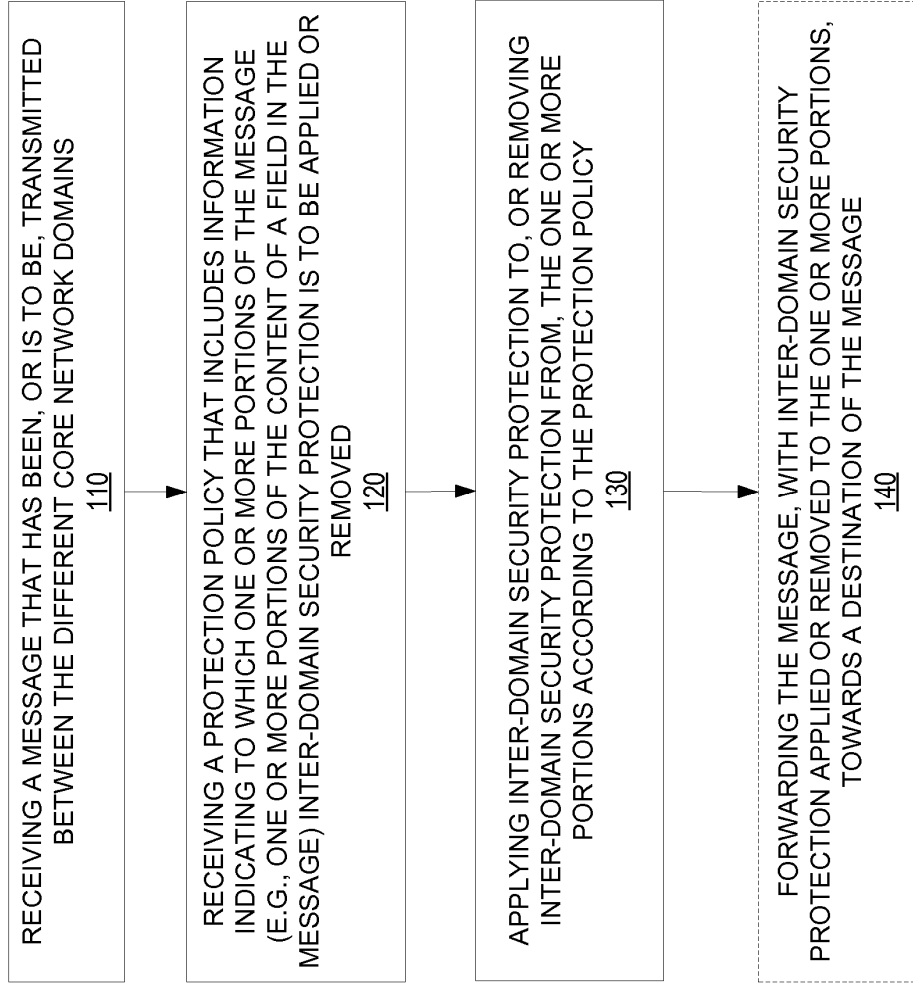 RECEIVING A MESSAGE THAT HAS BEEN, OR IS TO BE, TRANSMITTED
BETWEEN THE DIFFERENT CORE NETWORK DOMAINS
110
RECEIVING A PROTECTION POLICY THAT INCLUDES INFORMATION
INDICATING TO WHICH ONE OR MORE PORTIONS OF THE MESSAGE
(E.G., ONE OR MORE PORTIONS OF THE CONTENT OF A FIELD IN THE
MESSAGE) INTER-DOMAIN SECURITY PROTECTION IS TO BE APPLIED OR
REMOVED
120
APPLYING INTER-DOMAIN SECURITY PROTECTION TO, OR REMOVING
INTER-DOMAIN SECURITY PROTECTION FROM, THE ONE OR MORE
PORTIONS ACCORDING TO THE PROTECTION POLICY
130
FORWARDING THE MESSAGE, WITH INTER-DOMAIN SECURITY
PROTECTION APPLIED OR REMOVED TO THE ONE OR MORE PORTIONS,
TOWARDS A DESTINATION OF THE MESSAGE
140